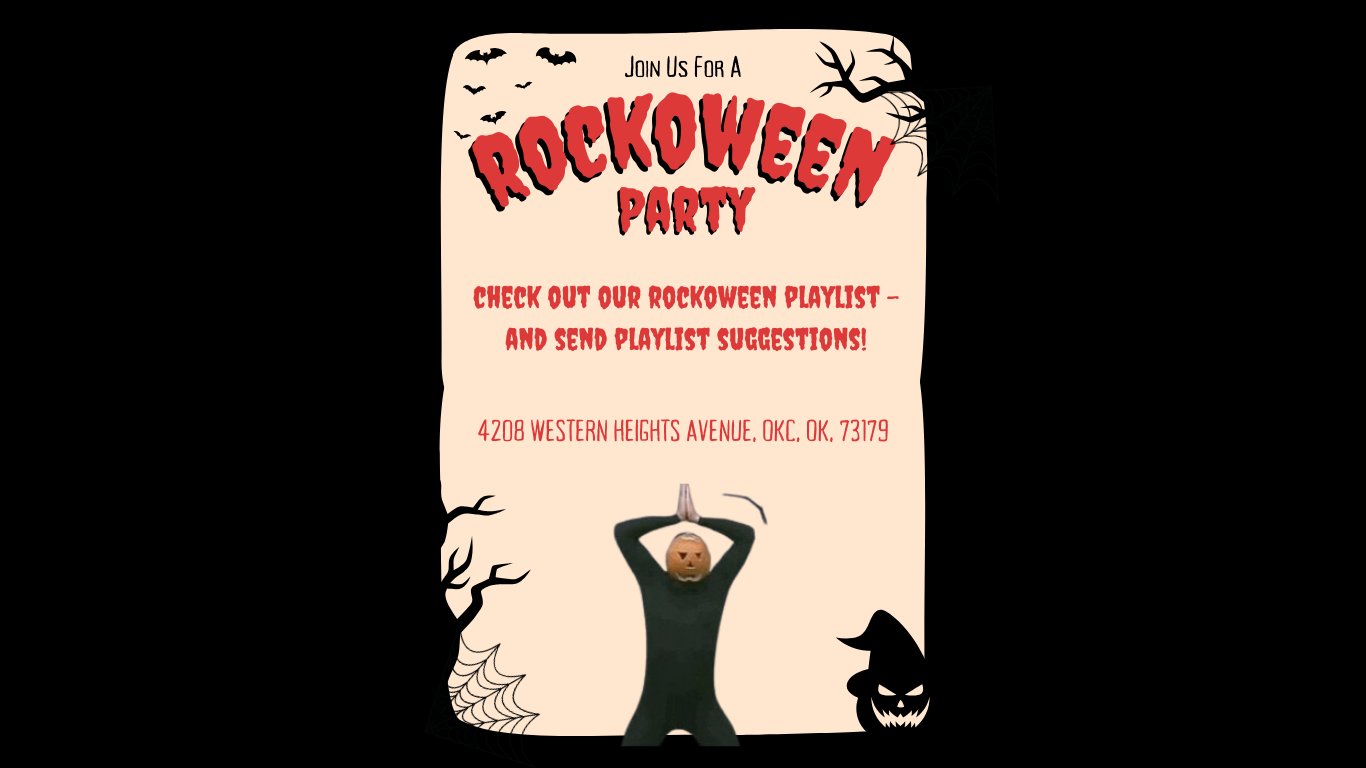 Join Us For A
ROCKOWEEN
PARTY
CHECK OUT OUR ROCKOWEEN PLAYLIST -
AND SEND PLAYLIST SUGGESTIONS!
4208 WESTERN HEIGHTS AVENUE, OKC, OK, 73179